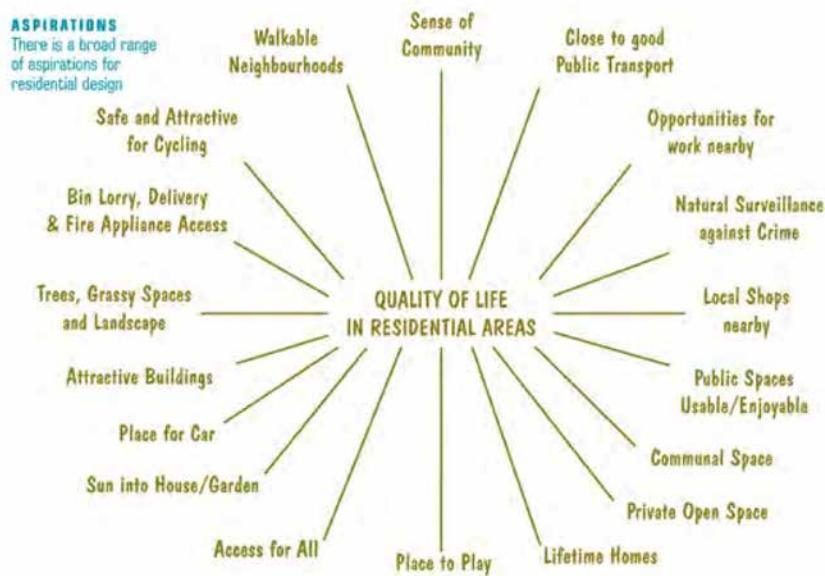 ASPIRATIONS
There is a broad range
of aspirations for
residential design
Sense of
Community
Walkable
Neighbourhoods
Close to good
Public Transport
Safe and Attractive
for Cycling
Opportunities for
work nearby
Bin Lorry, Delivery
& Fire Appliance Access
Natural Surveillance
against Crime
Trees, Grassy Spaces
and Landscape
QUALITY OF LIFE
IN RESIDENTIAL AREAS
Local Shops
nearby
Attractive Buildings
Public Spaces
Usable/Enjoyable
Place for Car
Communal Space
Sun into House/Garden
Private Open Space
Access for All
Place to Play
Lifetime Homes